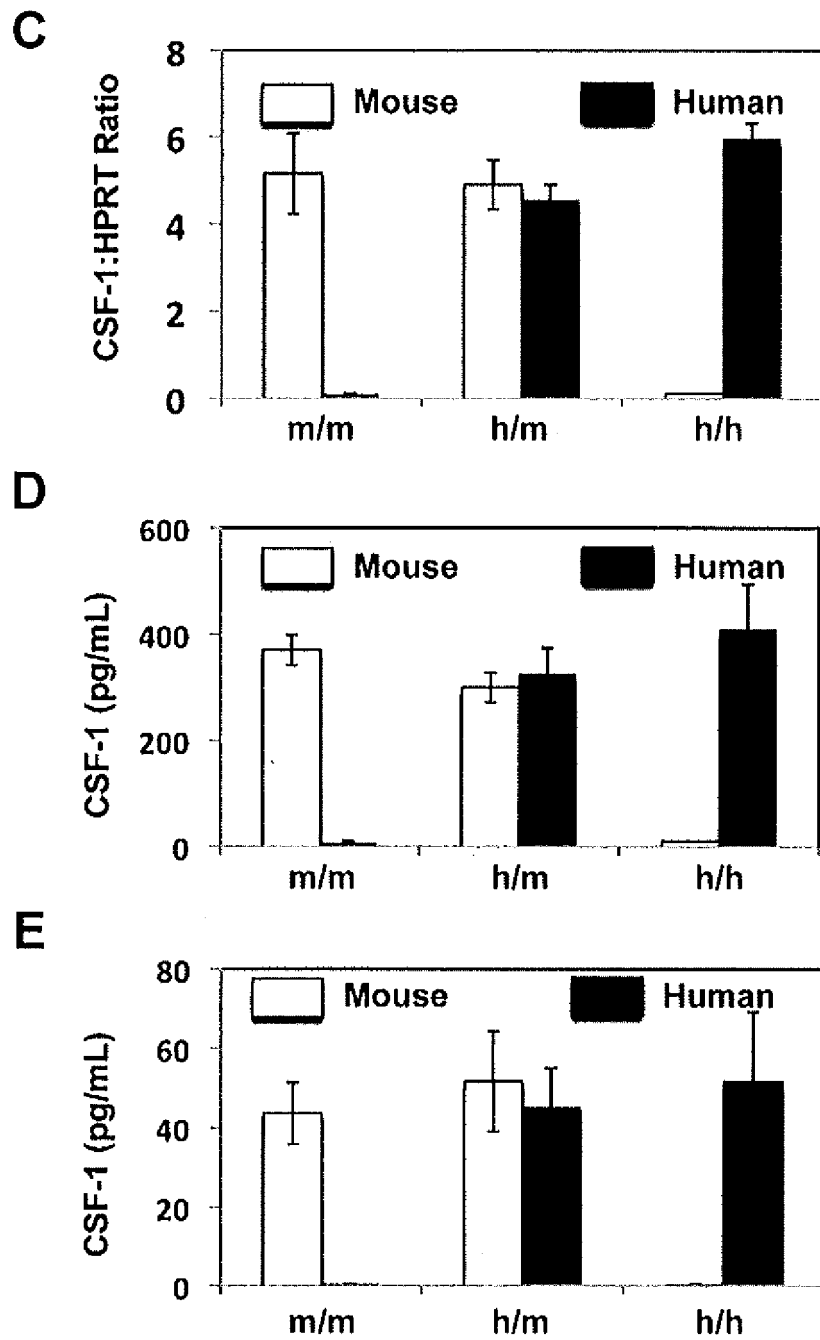 C
CSF-1:HPRT Ratio
8
6
4
2
0
Mouse
Human
m/m
h/m
h/h
D
CSF-1 (pg/mL)
600
400
200
0
Mouse
Human
m/m
h/m
h/h
E
CSF-1 (pg/mL)
80
60
40
20
0
Mouse
Human
m/m
h/m
h/h